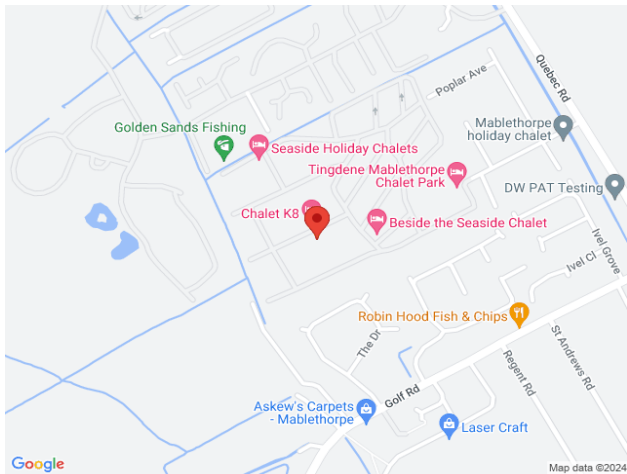 Poplar Ave
Quebec Rd
Golden Sands Fishing
Mablethorpe
holiday chalet
Seaside Holiday Chalets
Tingdene Mablethorpe
Chalet Park
DW PAT Testing
Chalet K8
Beside the Seaside Chalet
Ivel Grove
Ivel Cl
Robin Hood Fish & Chips
The Dr
St Andrews Rd
Regent Rd
Golf Rd
Askew's Carpets
- Mablethorpe
Laser Craft
Google
Map data ©2024